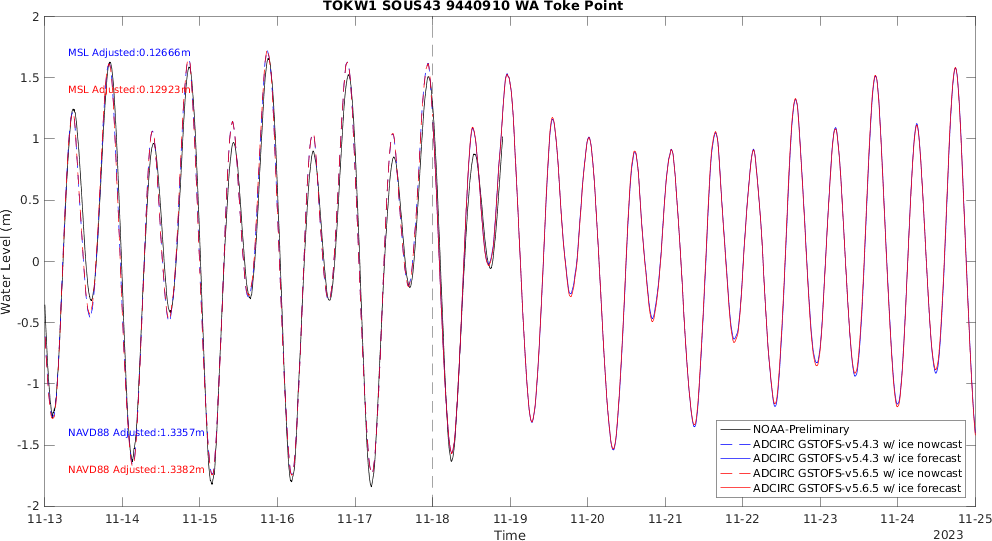 TOKW1 SOUS43 9440910 WA Toke Point
2
1.5
1
0.5
0
-0.5
-1
-1.5
-2
Water Level (m)
MSL Adjusted:0.12666m
MSL Adjusted:0.12923m
NAVD88 Adjusted:1.3357m
NAVD88 Adjusted:1.3382m
NOAA-Preliminary
ADCIRC GSTOFS-v5.4.3 w/ ice nowcast
ADCIRC GSTOFS-v5.4.3 w/ ice forecast
ADCIRC GSTOFS-v5.6.5 w/ ice nowcast
ADCIRC GSTOFS-v5.6.5 w/ ice forecast
11-13 11-14 11-15 11-16 11-17 11-18 11-19 11-20 11-21 11-22 11-23 11-24 11-25
Time
2023